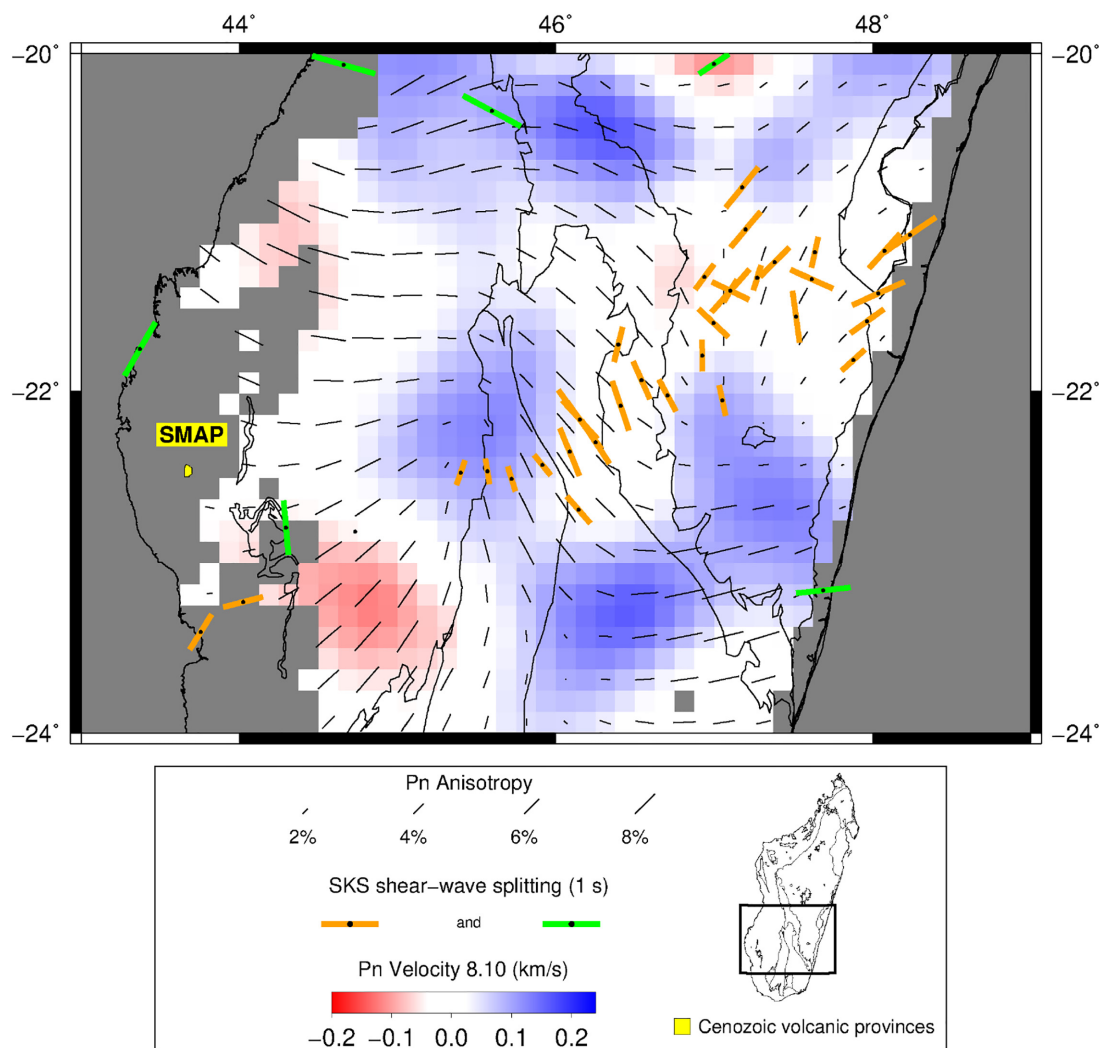 44˚ 46˚ 48˚
−20˚ −20˚
−22˚ −22˚
SMAP
−24˚ −24˚
Pn Anisotropy
2% 4% 6% 8%
SKS shear−wave splitting (1 s)
and
Pn Velocity 8.10 (km/s)
−0.2 −0.1 0.0 0.1 0.2
Cenozoic volcanic provinces